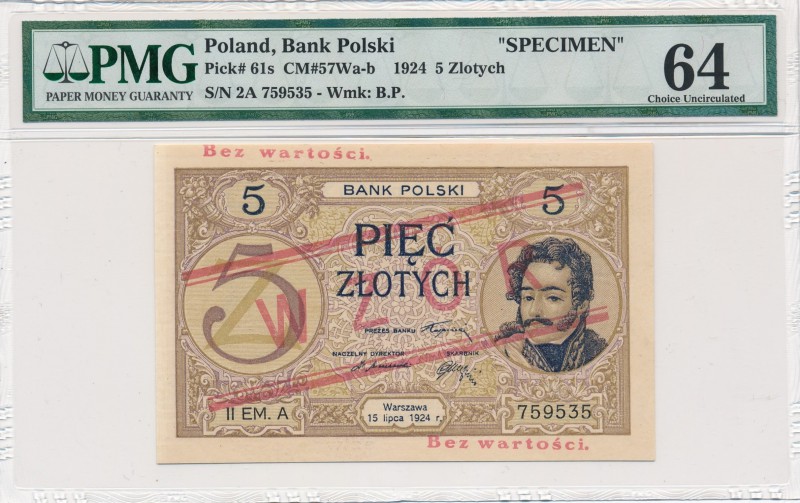 PMG
PAPER MONEY GUARANTY
Poland, Bank Polski "SPECIMEN"
Pick# 61s CM#57Wa-b 1924 5 Zlotych
S/N 2A 759535 - Wmk: B.P.
64
Choice Uncirculated
Bez wartości.
5 BANK POLSKI 5
PIĘĆ
ZŁOTYCH
5
WZOR
PREZES BANKU
NACZELNY DYREKTOR SKARBNIK
II EM. A
Warszawa
15 lipca 1924 r.
759535
Bez wartości.